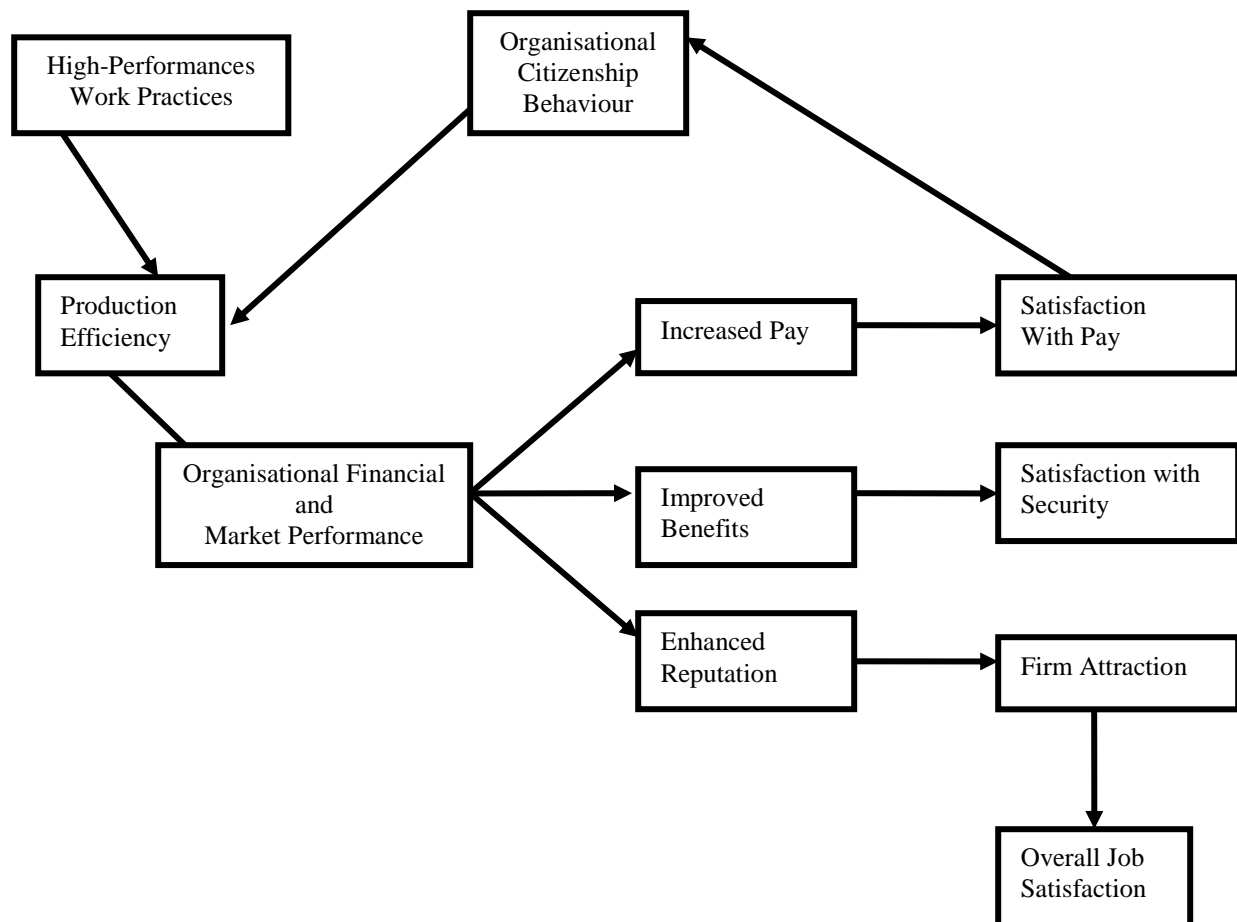 High-Performances
Work Practices
Organisational
Citizenship
Behaviour
Production
Efficiency
Increased Pay
Satisfaction
With Pay
Organisational Financial
and
Market Performance
Improved
Benefits
Satisfaction with
Security
Enhanced
Reputation
Firm Attraction
Overall Job
Satisfaction